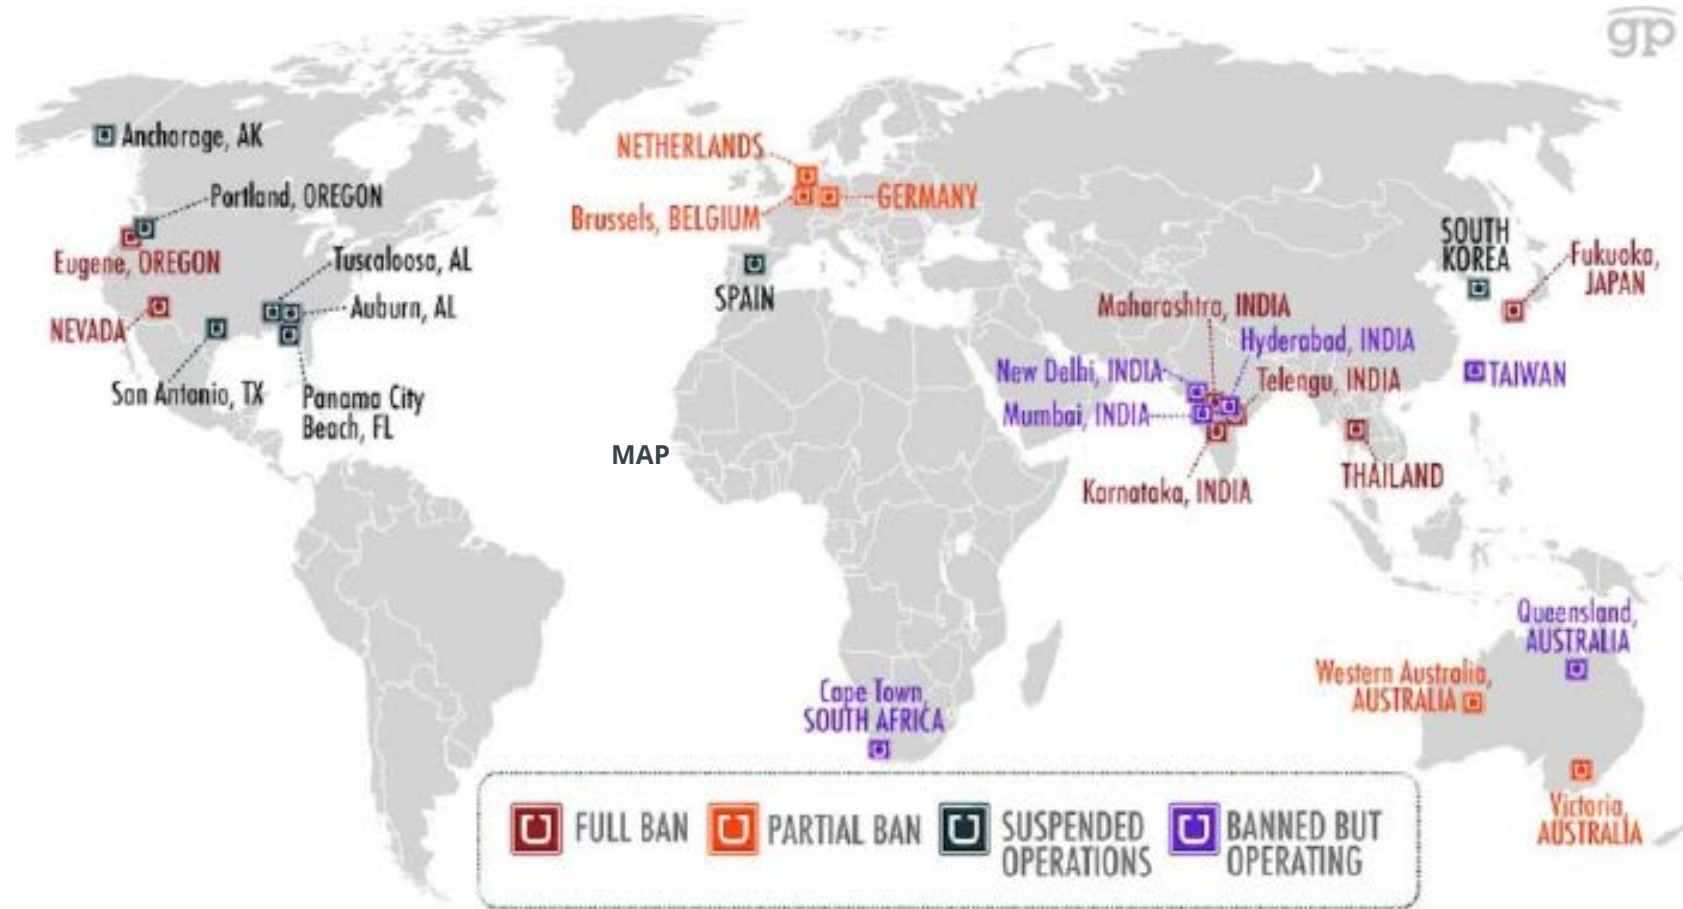 gp
Anchorage, AK
Portland, OREGON
Eugene, OREGON
Tuscaloosa, AL
Auburn, AL
NEVADA
San Antonio, TX
Panama City
Beach, FL
NETHERLANDS
Brussels, BELGIUM
GERMANY
SPAIN
MAP
SOUTH
KOREA
Fukuoka,
JAPAN
Maharashtra, INDIA
Hyderabad, INDIA
New Delhi, INDIA
Telengu, INDIA
Mumbai, INDIA
Karnataka, INDIA
TAIWAN
THAILAND
Queensland,
AUSTRALIA
Western Australia,
AUSTRALIA
Cape Town,
SOUTH AFRICA
Victoria,
AUSTRALIA
FULL BAN
PARTIAL BAN
SUSPENDED
OPERATIONS
BANNED BUT
OPERATING